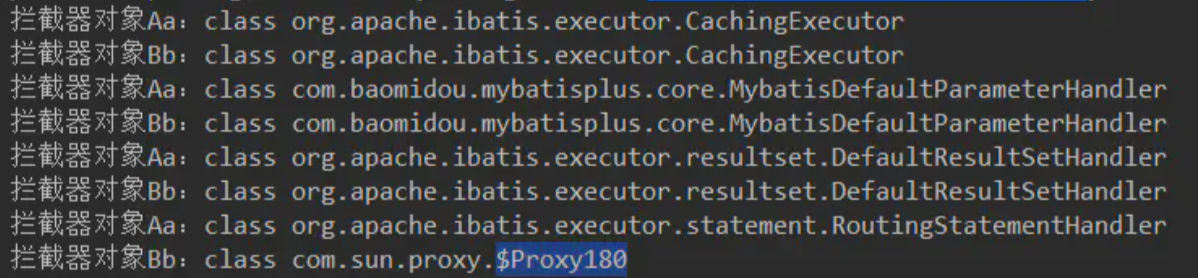 拦截器对象Aa：class org.apache.ibatis.executor.CachingExecutor
拦截器对象Bb：class org.apache.ibatis.executor.CachingExecutor
拦截器对象Aa：class com.baomidou.mybatisplus.core.MybatisDefaultParameterHandler
拦截器对象Bb：class com.baomidou.mybatisplus.core.MybatisDefaultParameterHandler
拦截器对象Aa：class org.apache.ibatis.executor.resultset.DefaultResultSetHandler
拦截器对象Bb：class org.apache.ibatis.executor.resultset.DefaultResultSetHandler
拦截器对象Aa：class org.apache.ibatis.executor.statement.RoutingStatementHandler
拦截器对象Bb：class com.sun.proxy.$Proxy180